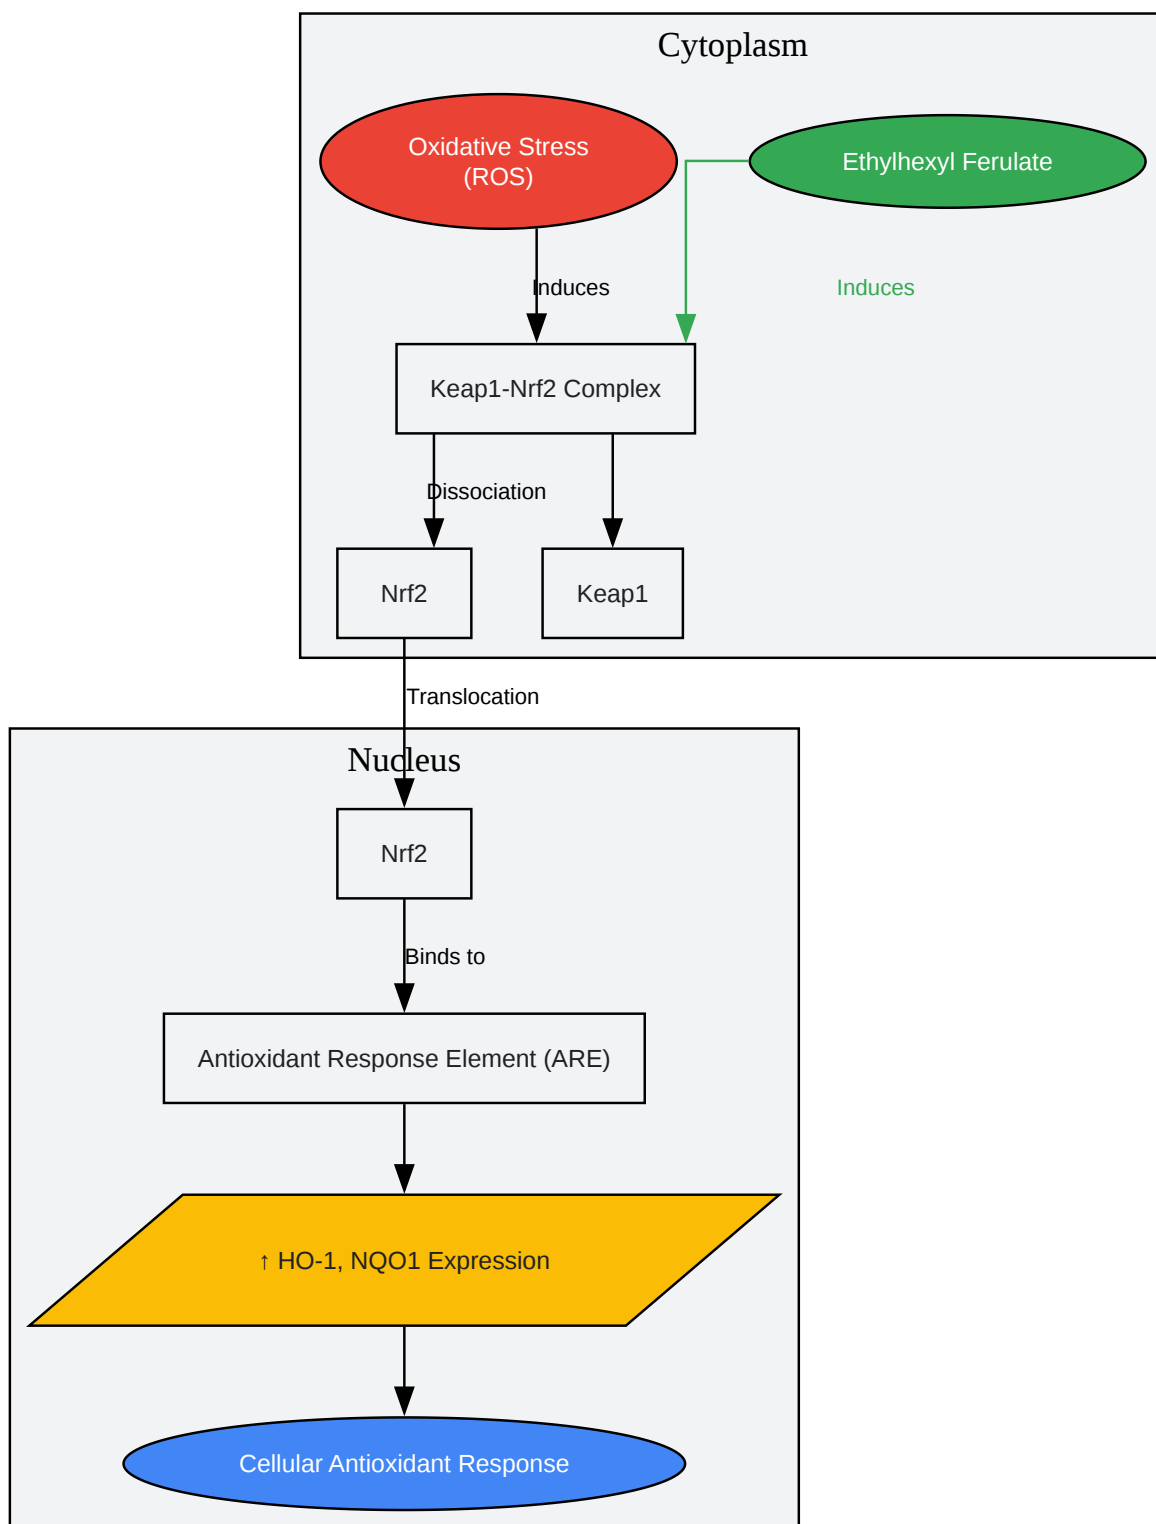 Cytoplasm
Oxidative Stress
(ROS)
Ethylhexyl Ferulate
Induces
Induces
Keap1-Nrf2 Complex
Dissociation
Nrf2
Keap1
Translocation
Nucleus
Nrf2
Binds to
Antioxidant Response Element (ARE)
↑ HO-1, NQO1 Expression
Cellular Antioxidant Response